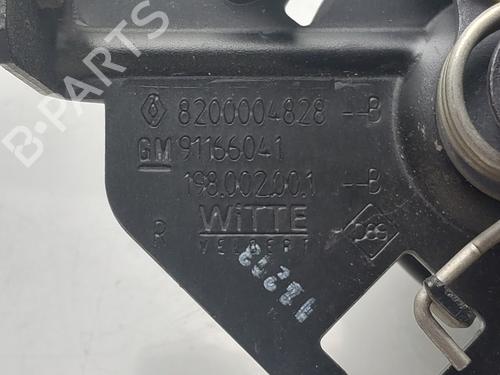 B-PARTS
8200004828 --B
GM 91166041
198.002.00.1 --B
WiTTE
R
VELBERT